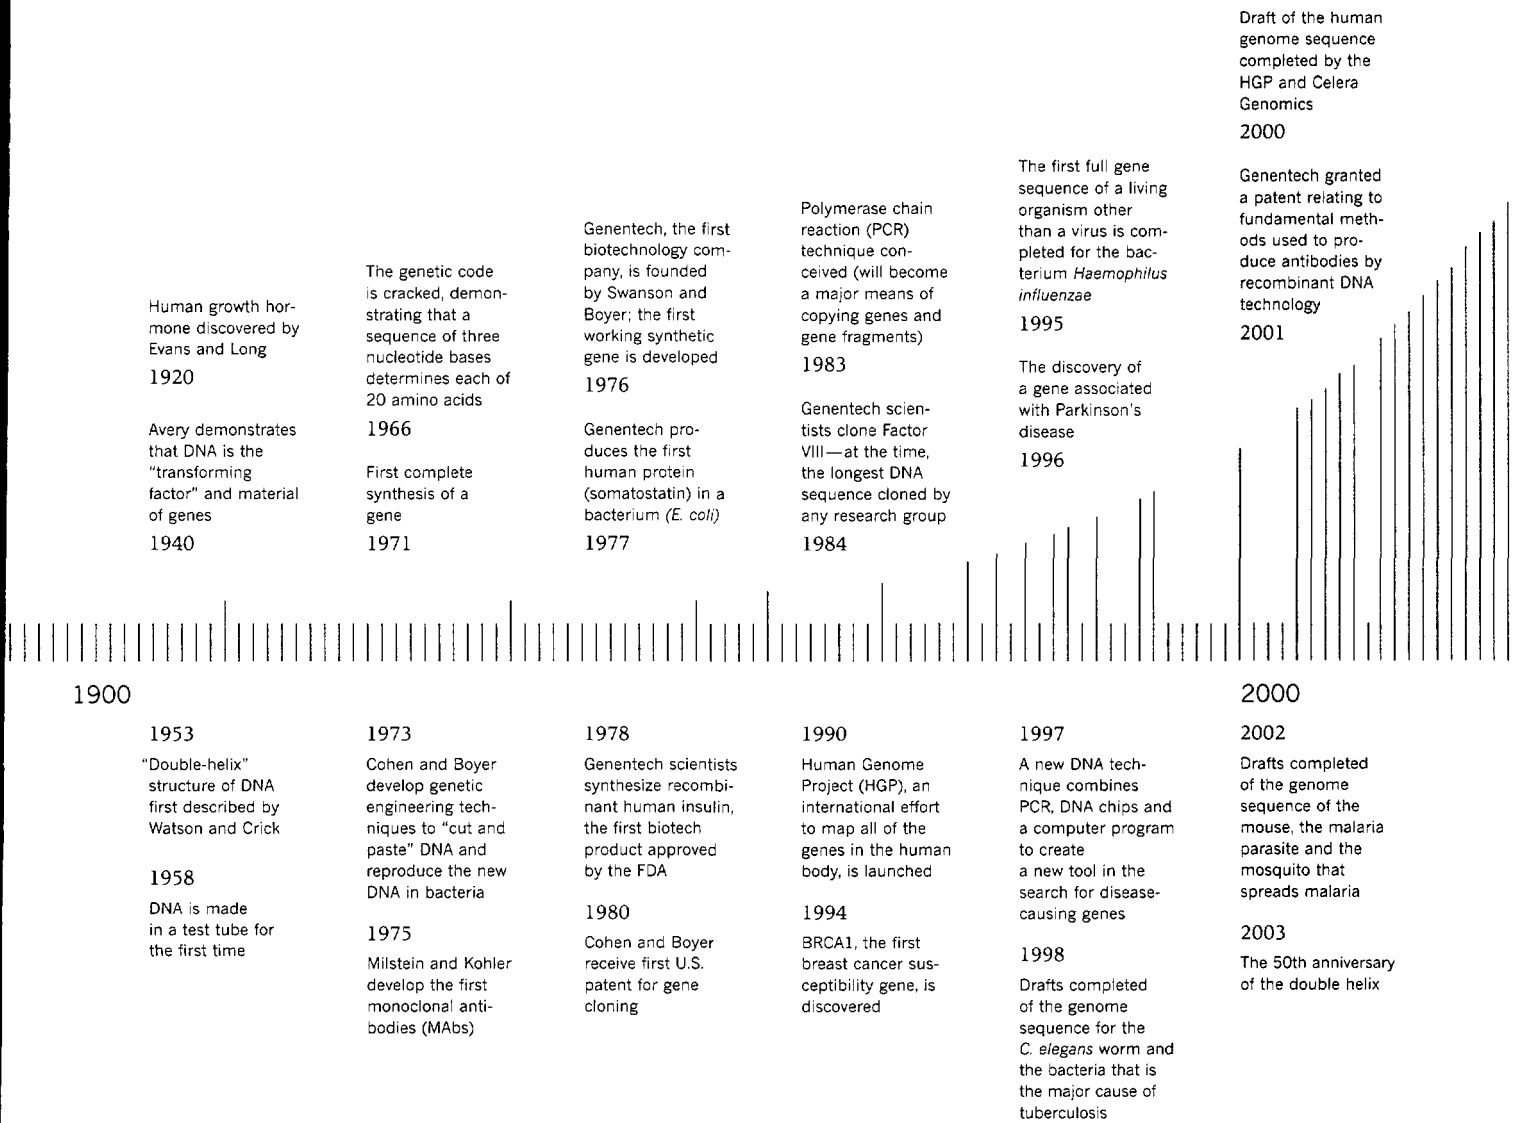 Human growth hor-
mone discovered by
Evans and Long
1920
Avery demonstrates
that DNA is the
"transforming
factor" and material
of genes
1940
The genetic code
is cracked, demon-
strating that a
sequence of three
nucleotide bases
determines each of
20 amino acids
1966
First complete
synthesis of a
gene
1971
Genentech, the first
biotechnology com-
pany, is founded
by Swanson and
Boyer; the first
working synthetic
gene is developed
1976
Genentech pro-
duces the first
human protein
(somatostatin) in a
bacterium (E. coli)
1977
Polymerase chain
reaction (PCR)
technique con-
ceived (will become
a major means of
copying genes and
gene fragments)
1983
Genentech scien-
tists clone Factor
VIII—at the time,
the longest DNA
sequence cloned by
any research group
1984
The first full gene
sequence of a living
organism other
than a virus is com-
pleted for the bac-
terium Haemophilus
influenzae
1995
The discovery of
a gene associated
with Parkinson's
disease
1996
Draft of the human
genome sequence
completed by the
HGP and Celera
Genomics
2000
Genentech granted
a patent relating to
fundamental meth-
ods used to pro-
duce antibodies by
recombinant DNA
technology
2001
1900
2000
1953
"Double-helix"
structure of DNA
first described by
Watson and Crick
1958
DNA is made
in a test tube for
the first time
1973
Cohen and Boyer
develop genetic
engineering tech-
niques to "cut and
paste" DNA and
reproduce the new
DNA in bacteria
1975
Milstein and Kohler
develop the first
monoclonal anti-
bodies (MAbs)
1978
Genentech scientists
synthesize recombi-
nant human insulin,
the first biotech
product approved
by the FDA
1980
Cohen and Boyer
receive first U.S.
patent for gene
cloning
1990
Human Genome
Project (HGP), an
international effort
to map all of the
genes in the human
body, is launched
1994
BRCA1, the first
breast cancer sus-
ceptibility gene, is
discovered
1997
A new DNA tech-
nique combines
PCR, DNA chips and
a computer program
to create
a new tool in the
search for disease-
causing genes
1998
Drafts completed
of the genome
sequence for the
C. elegans worm and
the bacteria that is
the major cause of
tuberculosis
2002
Drafts completed
of the genome
sequence of the
mouse, the malaria
parasite and the
mosquito that
spreads malaria
2003
The 50th anniversary
of the double helix